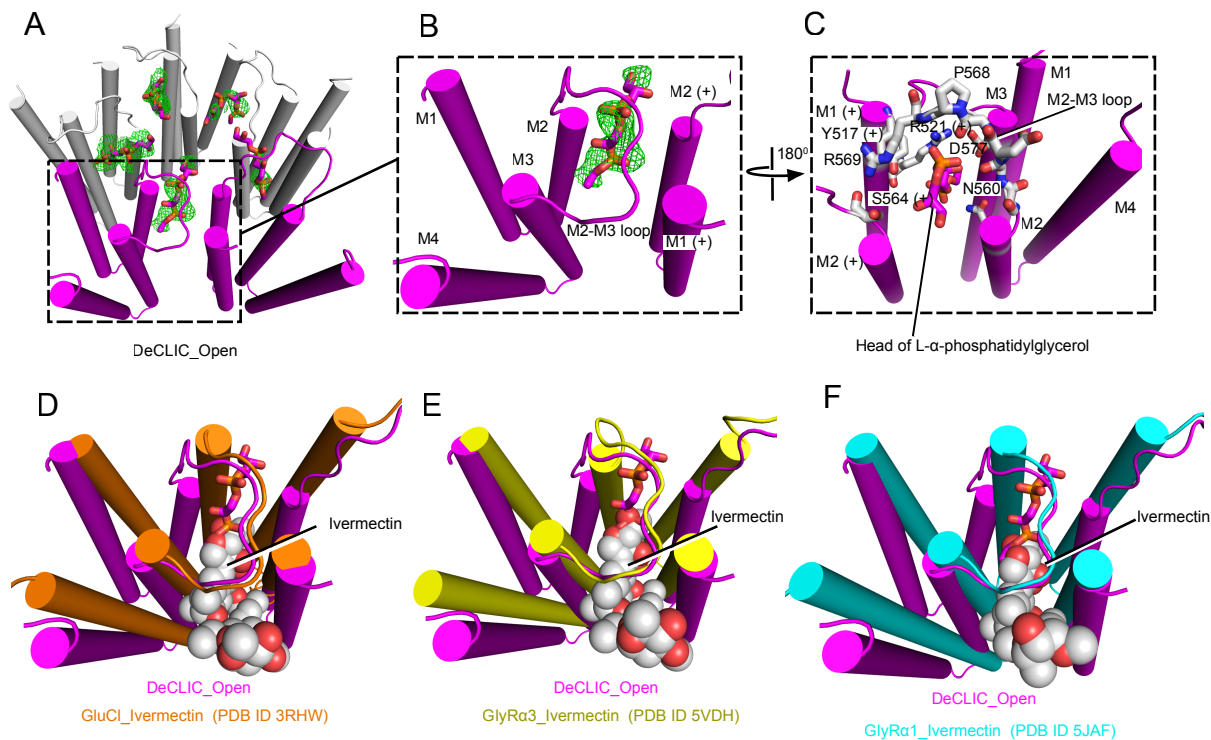 A
DeCLIC_Open
B
M1
M2
M2 (+)
M3
M2-M3 loop
M4
M1 (+)
180⁰
C
P568
M1
M3
M2-M3 loop
M1 (+)
R521 (+)
Y517 (+)
D577
R569
N560
S564 (+
M2
M4
M2 (+)
Head of L-α-phosphatidylglycerol
D
Ivermectin
DeCLIC_Open
GluCl_Ivermectin (PDB ID 3RHW)
E
Ivermectin
DeCLIC_Open
GlyRα3_Ivermectin (PDB ID 5VDH)
F
Ivermectin
DeCLIC_Open
GlyRα1_Ivermectin (PDB ID 5JAF)